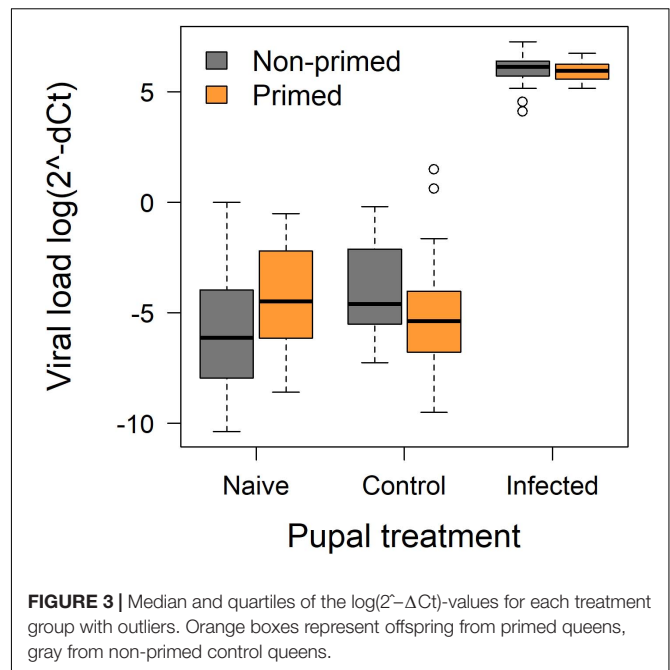 Non-primed
Primed
Viral load log(2^-dCt)
5
0
-5
-10
Naive
Control
Infected
Pupal treatment
FIGURE 3 | Median and quartiles of the log(2ˆ–ΔCt)-values for each treatment
group with outliers. Orange boxes represent offspring from primed queens,
gray from non-primed control queens.